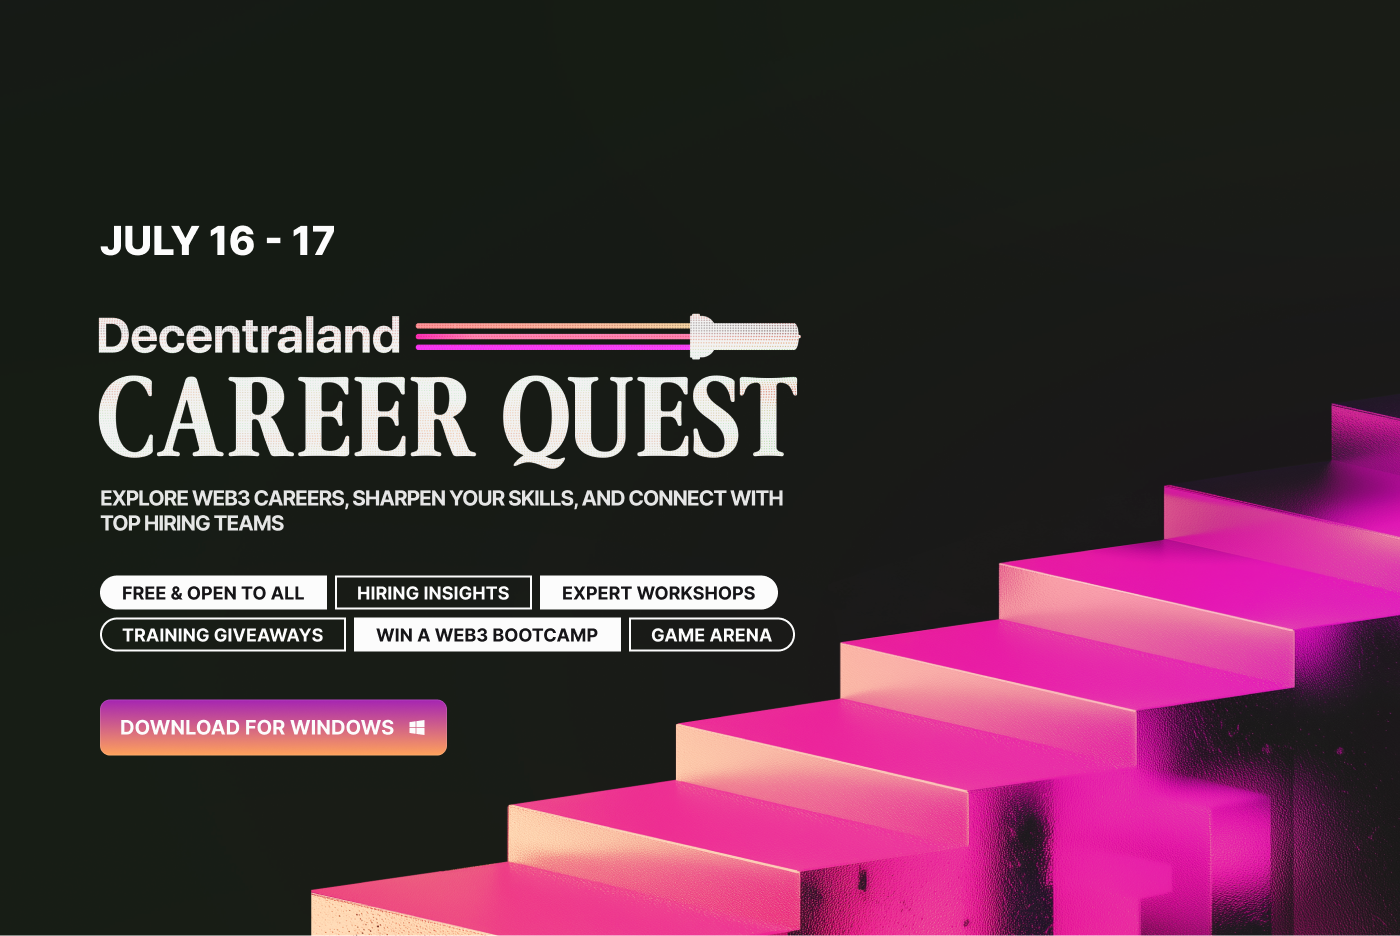 JULY 16 - 17
Decentraland
CAREER QUEST
EXPLORE WEB3 CAREERS, SHARPEN YOUR SKILLS, AND CONNECT WITH
TOP HIRING TEAMS
FREE & OPEN TO ALL HIRING INSIGHTS EXPERT WORKSHOPS
TRAINING GIVEAWAYS WIN A WEB3 BOOTCAMP GAME ARENA
DOWNLOAD FOR WINDOWS